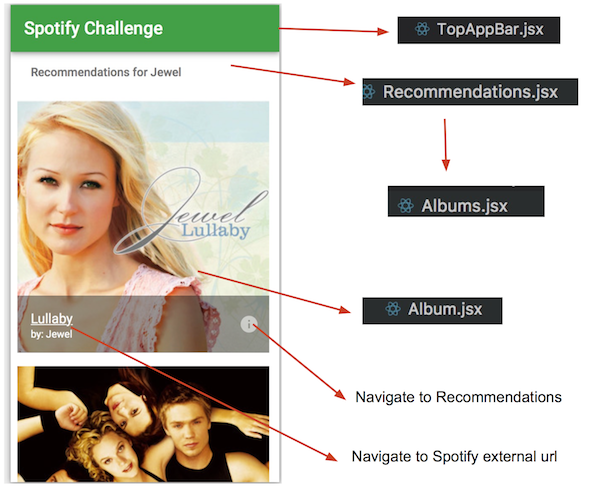 Spotify Challenge
TopAppBar.jsx
Recommendations for Jewel
Recommendations.jsx
Albums.jsx
Jewel
Lullaby
Album.jsx
Lullaby
by: Jewel
i
Navigate to Recommendations
Navigate to Spotify external url